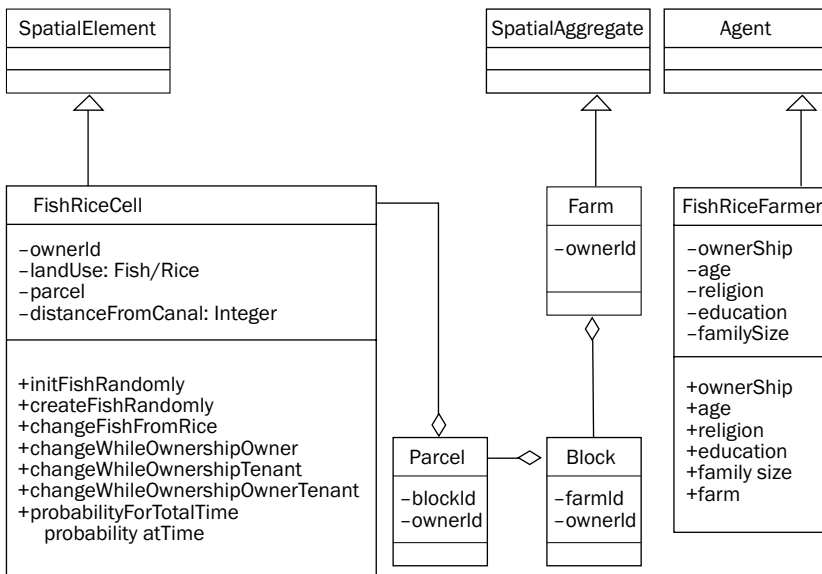 SpatialElement
SpatialAggregate
Agent
FishRiceCell
–ownerId
–landUse: Fish/Rice
–parcel
–distanceFromCanal: Integer
+initFishRandomly
+createFishRandomly
+changeFishFromRice
+changeWhileOwnershipOwner
+changeWhileOwnershipTenant
+changeWhileOwnershipOwnerTenant
+probabilityForTotalTime
probability atTime
Farm
–ownerId
FishRiceFarmer
–ownerShip
–age
–religion
–education
–familySize
+ownerShip
+age
+religion
+education
+family size
+farm
Parcel
–blockId
–ownerId
Block
–farmId
–ownerId